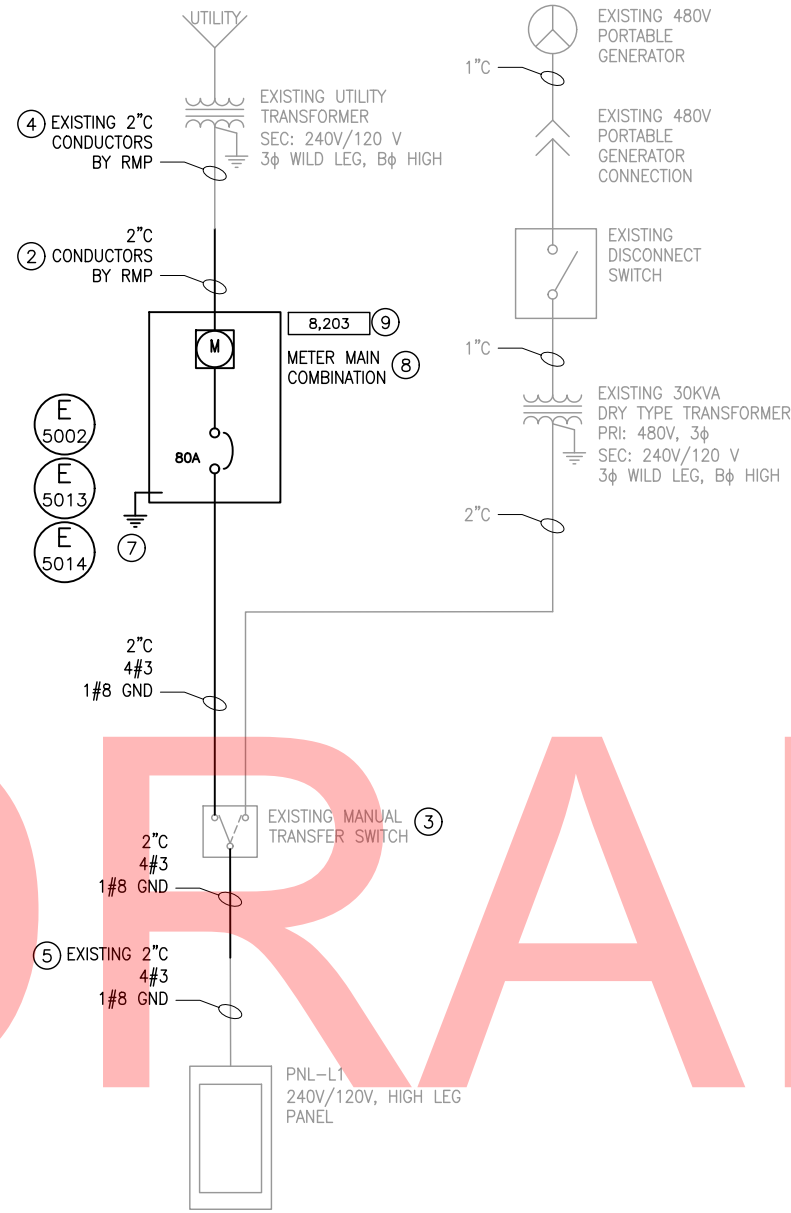 UTILITY
EXISTING UTILITY
TRANSFORMER
SEC: 240V/120 V
3ϕ WILD LEG, Bϕ HIGH
4 EXISTING 2"C
CONDUCTORS
BY RMP
2"C
2 CONDUCTORS
BY RMP
8,203 9
METER MAIN
COMBINATION 8
M
80A
E
5002
E
5013
E
5014
7
2"C
4#3
1#8 GND
EXISTING MANUAL
TRANSFER SWITCH 3
2"C
4#3
1#8 GND
5 EXISTING 2"C
4#3
1#8 GND
PNL-L1
240V/120V, HIGH LEG
PANEL
EXISTING 480V
PORTABLE
GENERATOR
1"C
EXISTING 480V
PORTABLE
GENERATOR
CONNECTION
EXISTING
DISCONNECT
SWITCH
1"C
EXISTING 30KVA
DRY TYPE TRANSFORMER
PRI: 480V, 3ϕ
SEC: 240V/120 V
3ϕ WILD LEG, Bϕ HIGH
2"C